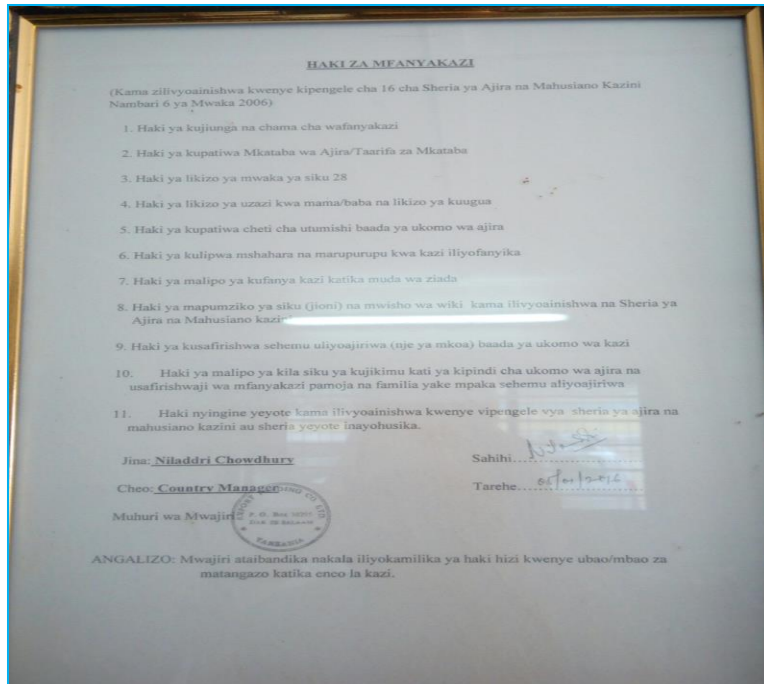 HAKI ZA MFANYAKAZI
(Kama zilivyoainishwa kwenye kipengele cha 16 cha Sheria ya Ajira na Mahusiano Kazini
Nambari 6 ya Mwaka 2006)
1. Haki ya kujiunga na chama cha wafanyakazi
2. Haki ya kupatiwa Mkataba wa Ajira/Taarifa za Mkataba
3. Haki ya likizo ya mwaka ya siku 28
4. Haki ya likizo ya uzazi kwa mama/baba na likizo ya kuugua
5. Haki ya kupatiwa cheti cha utumishi baada ya ukomo wa ajira
6. Haki ya kulipwa mshahara na marupurupu kwa kazi iliyofanyika
7. Haki ya malipo ya kufanya kazi katika muda wa ziada
8. Haki ya mapumziko ya siku (jioni) na mwisho wa wiki kama ilivyoainishwa na Sheria ya
Ajira na Mahusiano
9. Haki ya kusafirishwa sehemu uliyoajiriwa (nje ya mkoa) baada ya ukomo wa kazi
10. Haki ya malipo ya kila siku ya kujikimu kati ya kipindi cha ukomo wa ajira na
usafirishwaji wa mfanyakazi pamoja na familia yake mpaka sehemu aliyoajiriwa
11. Haki nyingine yeyote kama ilivyoainishwa kwenye vipengele vya sheria ya ajira na
mahusiano kazini au sheria yeyote inayohusika.
Jina: Niladdri Chowdhury
Sahihi
Cheo: Country Manager
Tarehe
Muhuri wa Mwajiri
EXPORT TRADING CO. LTD
P. O. Box
DAR ES SALAAM
TANZANIA
ANGALIZO: Mwajiri ataibandika nakala iliyokamilika ya haki hizi kwenye ubao/mbao za
matangazo katika eneo la kazi.